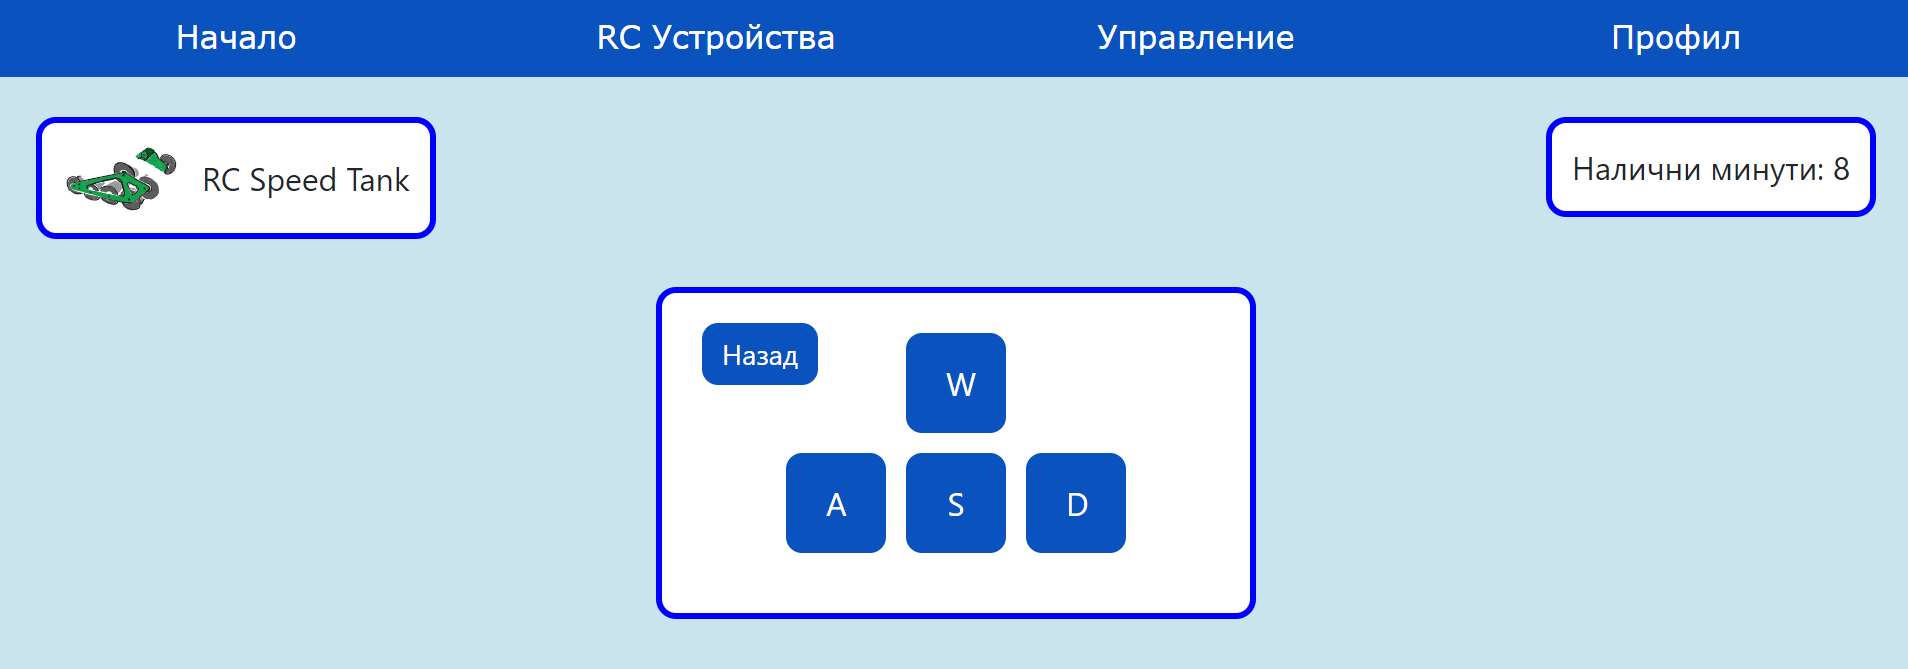 Начало
RC Устройства
Управление
Профил
RC Speed Tank
Налични минути: 8
Назад
W
A
S
D